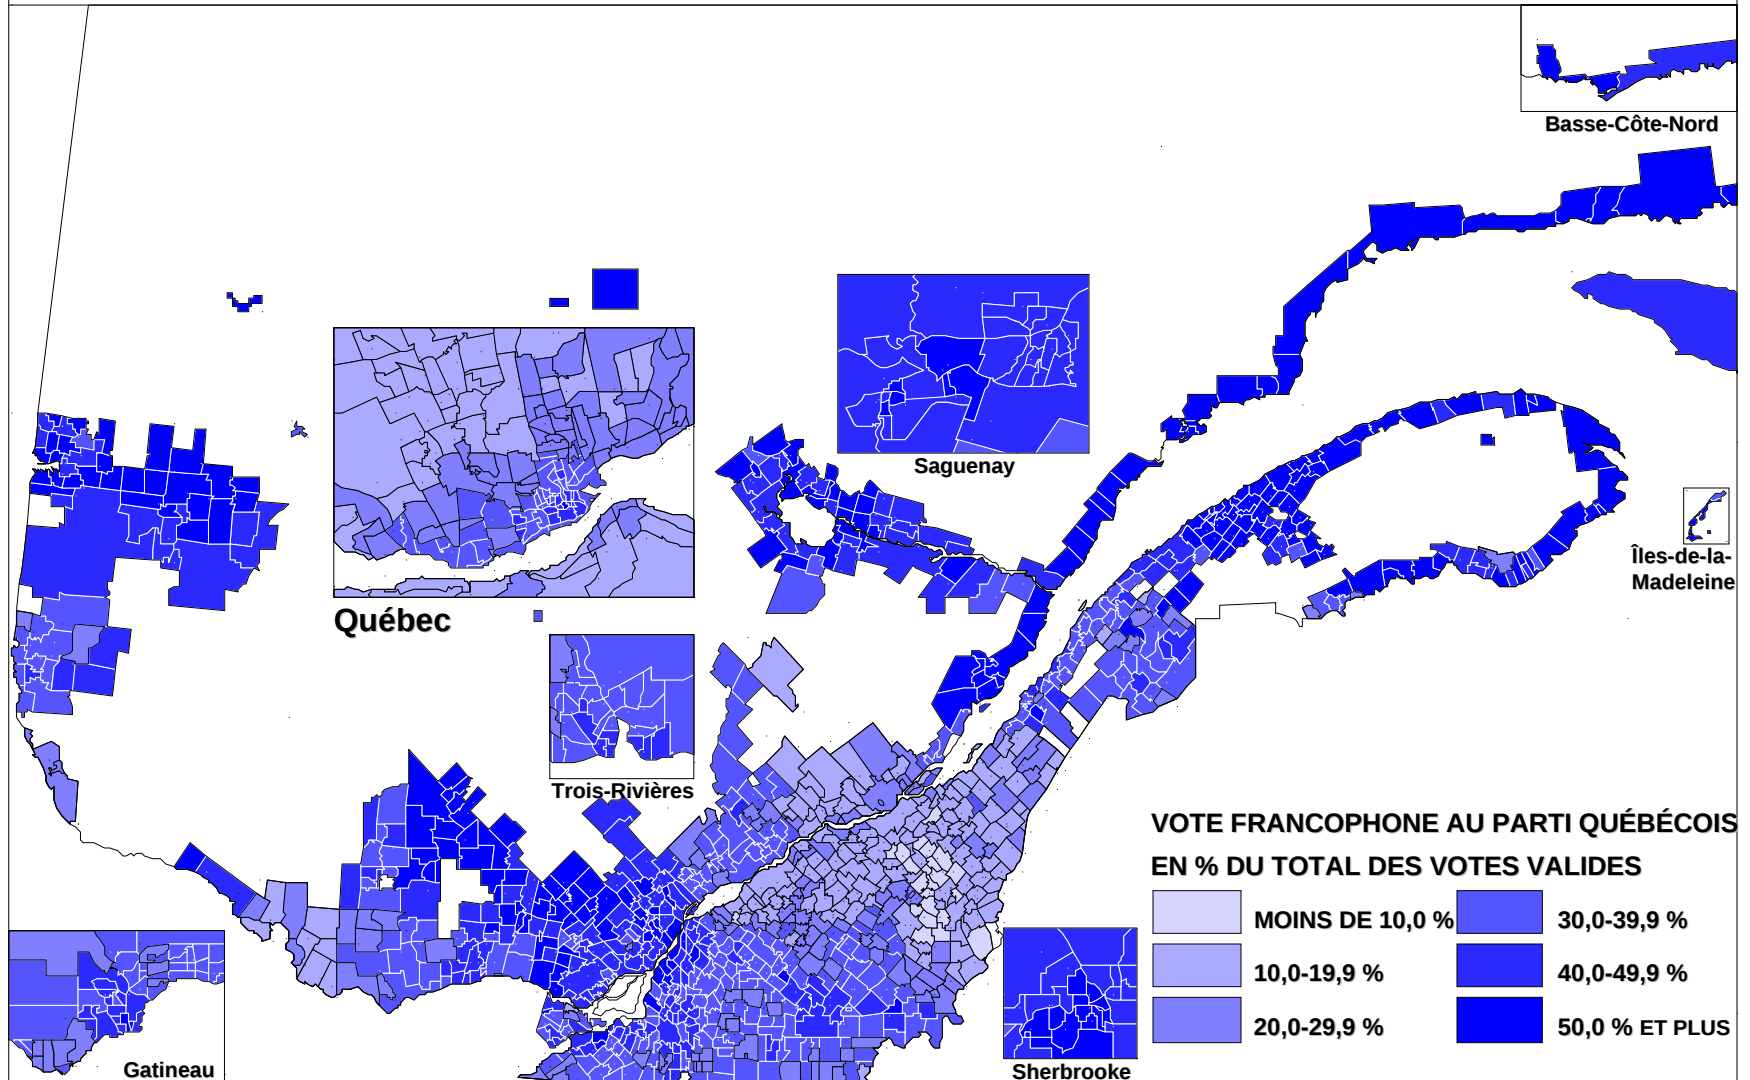 Basse-Côte-Nord
Saguenay
Îles-de-la-
Madeleine
Québec
Trois-Rivières
VOTE FRANCOPHONE AU PARTI QUÉBÉCOIS
EN % DU TOTAL DES VOTES VALIDES
MOINS DE 10,0 %
30,0-39,9 %
10,0-19,9 %
40,0-49,9 %
20,0-29,9 %
50,0 % ET PLUS
Gatineau
Sherbrooke